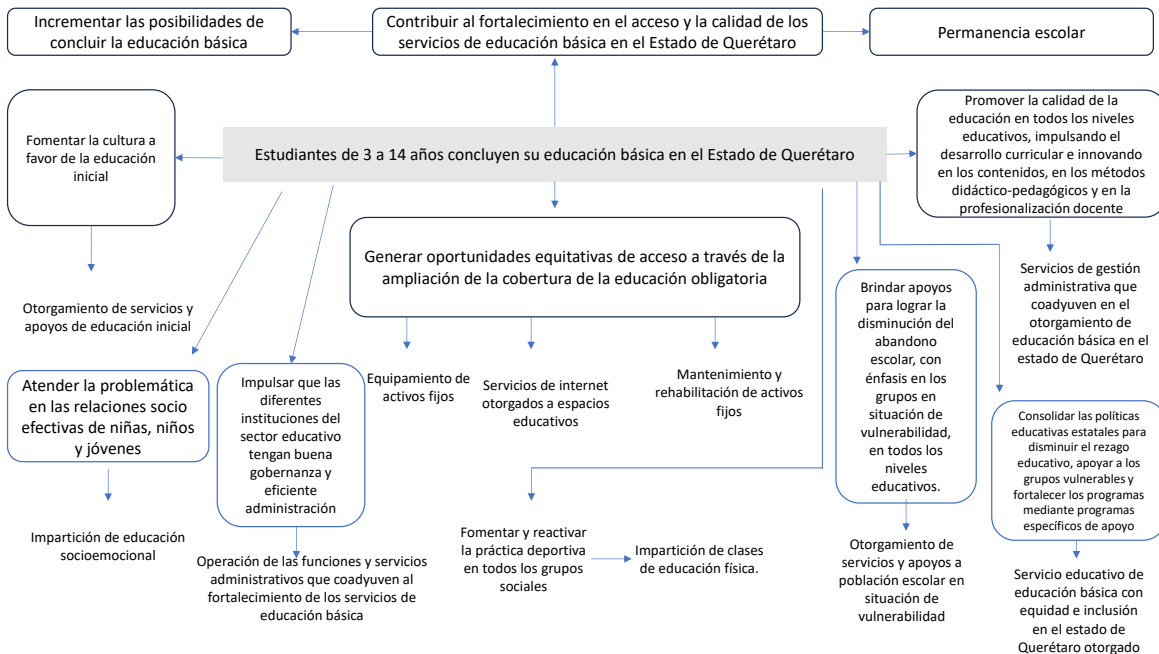 Incrementar las posibilidades de
concluir la educación básica
Contribuir al fortalecimiento en el acceso y la calidad de los
servicios de educación básica en el Estado de Querétaro
Permanencia escolar
Fomentar la cultura a
favor de la educación
inicial
Estudiantes de 3 a 14 años concluyen su educación básica en el Estado de Querétaro
Promover la calidad de la
educación en todos los niveles
educativos, impulsando el
desarrollo curricular e innovando
en los contenidos, en los métodos
didáctico-pedagógicos y en la
profesionalización docente
Generar oportunidades equitativas de acceso a través de la
ampliación de la cobertura de la educación obligatoria
Otorgamiento de servicios y
apoyos de educación inicial
Brindar apoyos
para lograr la
disminución del
abandono
escolar, con
énfasis en los
grupos en
situación de
vulnerabilidad,
en todos los
niveles
educativos.
Servicios de gestión
administrativa que
coadyuven en el
otorgamiento de
educación básica en el
estado de Querétaro
Atender la problemática
en las relaciones socio
efectivas de niñas, niños
y jóvenes
Impulsar que las
diferentes
instituciones del
sector educativo
tengan buena
gobernanza y
eficiente
administración
Equipamiento de
activos fijos
Servicios de internet
otorgados a espacios
educativos
Mantenimiento y
rehabilitación de activos
fijos
Consolidar las políticas
educativas estatales para
disminuir el rezago
educativo, apoyar a los
grupos vulnerables y
fortalecer los programas
mediante programas
específicos de apoyo
Impartición de educación
socioemocional
Operación de las funciones y servicios
administrativos que coadyuven al
fortalecimiento de los servicios de
educación básica
Fomentar y reactivar
la práctica deportiva
en todos los grupos
sociales
Impartición de clases
de educación física.
Otorgamiento de
servicios y apoyos a
población escolar en
situación de
vulnerabilidad
Servicio educativo de
educación básica con
equidad e inclusión
en el estado de
Querétaro otorgado